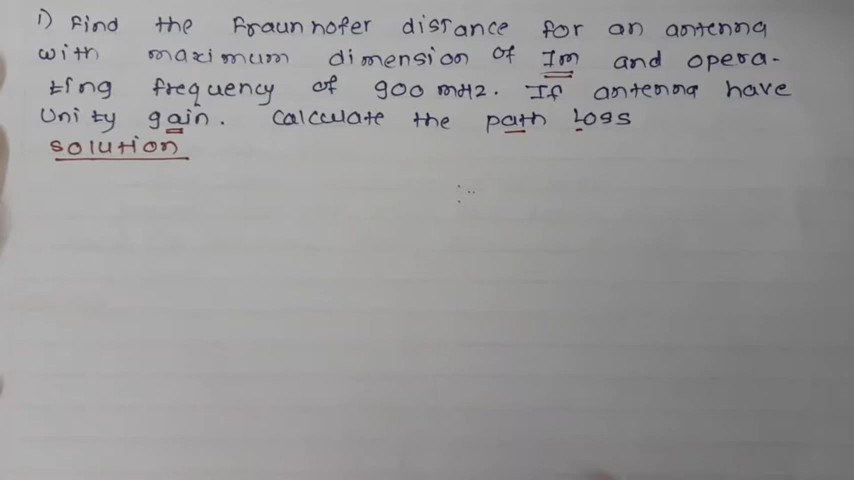 1) Find the Fraunhofer distance for an antenna
with maximum dimension of 1m and opera-
ting frequency of 900 mHz. If antenna have
Unity gain. Calculate the path Loss
solution